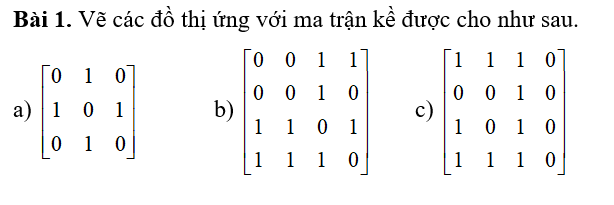 Bài 1. Vẽ các đồ thị ứng với ma trận kề được cho như sau.
a) [0 1 0
1 0 1
0 1 0]
b) [0 0 1 1
0 0 1 0
1 1 0 1
1 1 1 0]
c) [1 1 1 0
0 0 1 0
1 0 1 0
1 1 1 0]